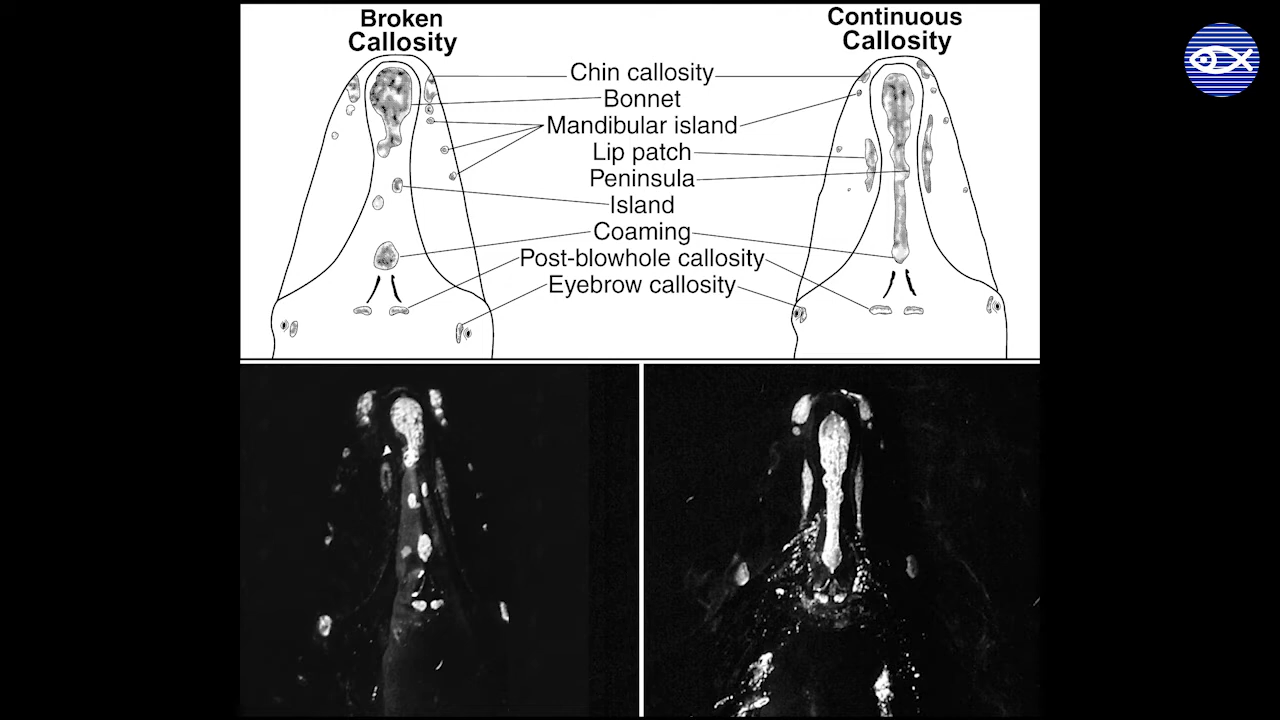 Broken
Callosity
Continuous
Callosity
Chin callosity
Bonnet
Mandibular island
Lip patch
Peninsula
Island
Coaming
Post-blowhole callosity
Eyebrow callosity